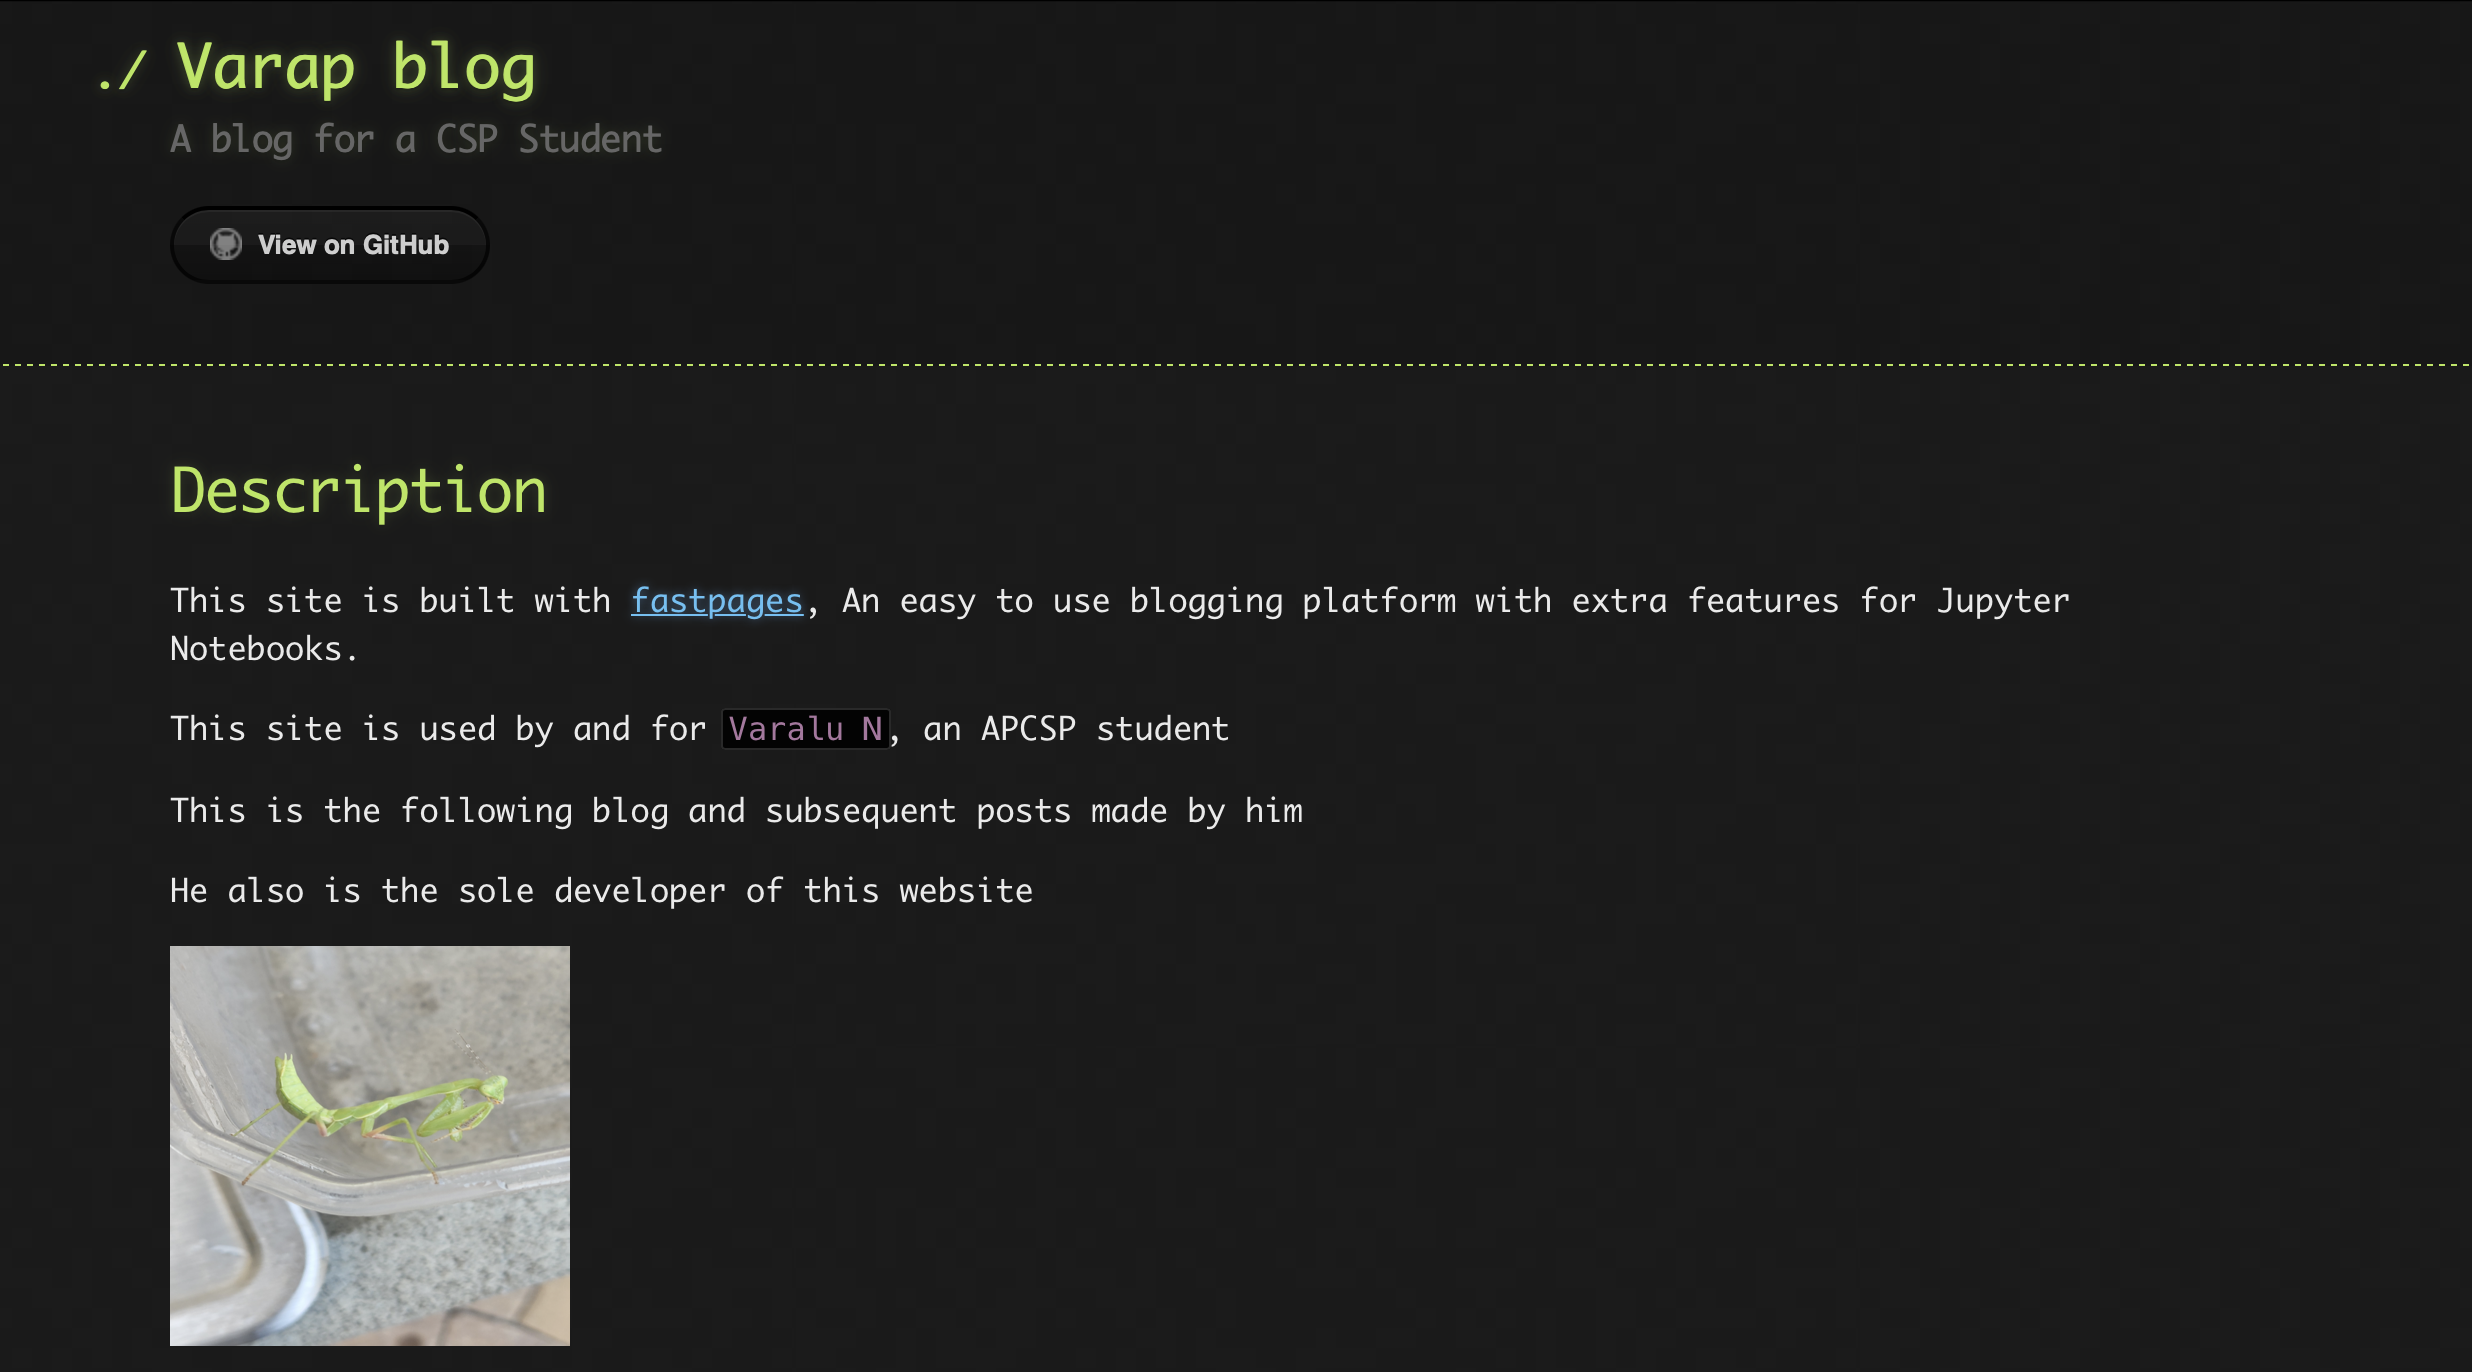 ./ Varap blog
A blog for a CSP Student
View on GitHub
Description
This site is built with fastpages, An easy to use blogging platform with extra features for Jupyter
Notebooks.
This site is used by and for Varalu N, an APCSP student
This is the following blog and subsequent posts made by him
He also is the sole developer of this website